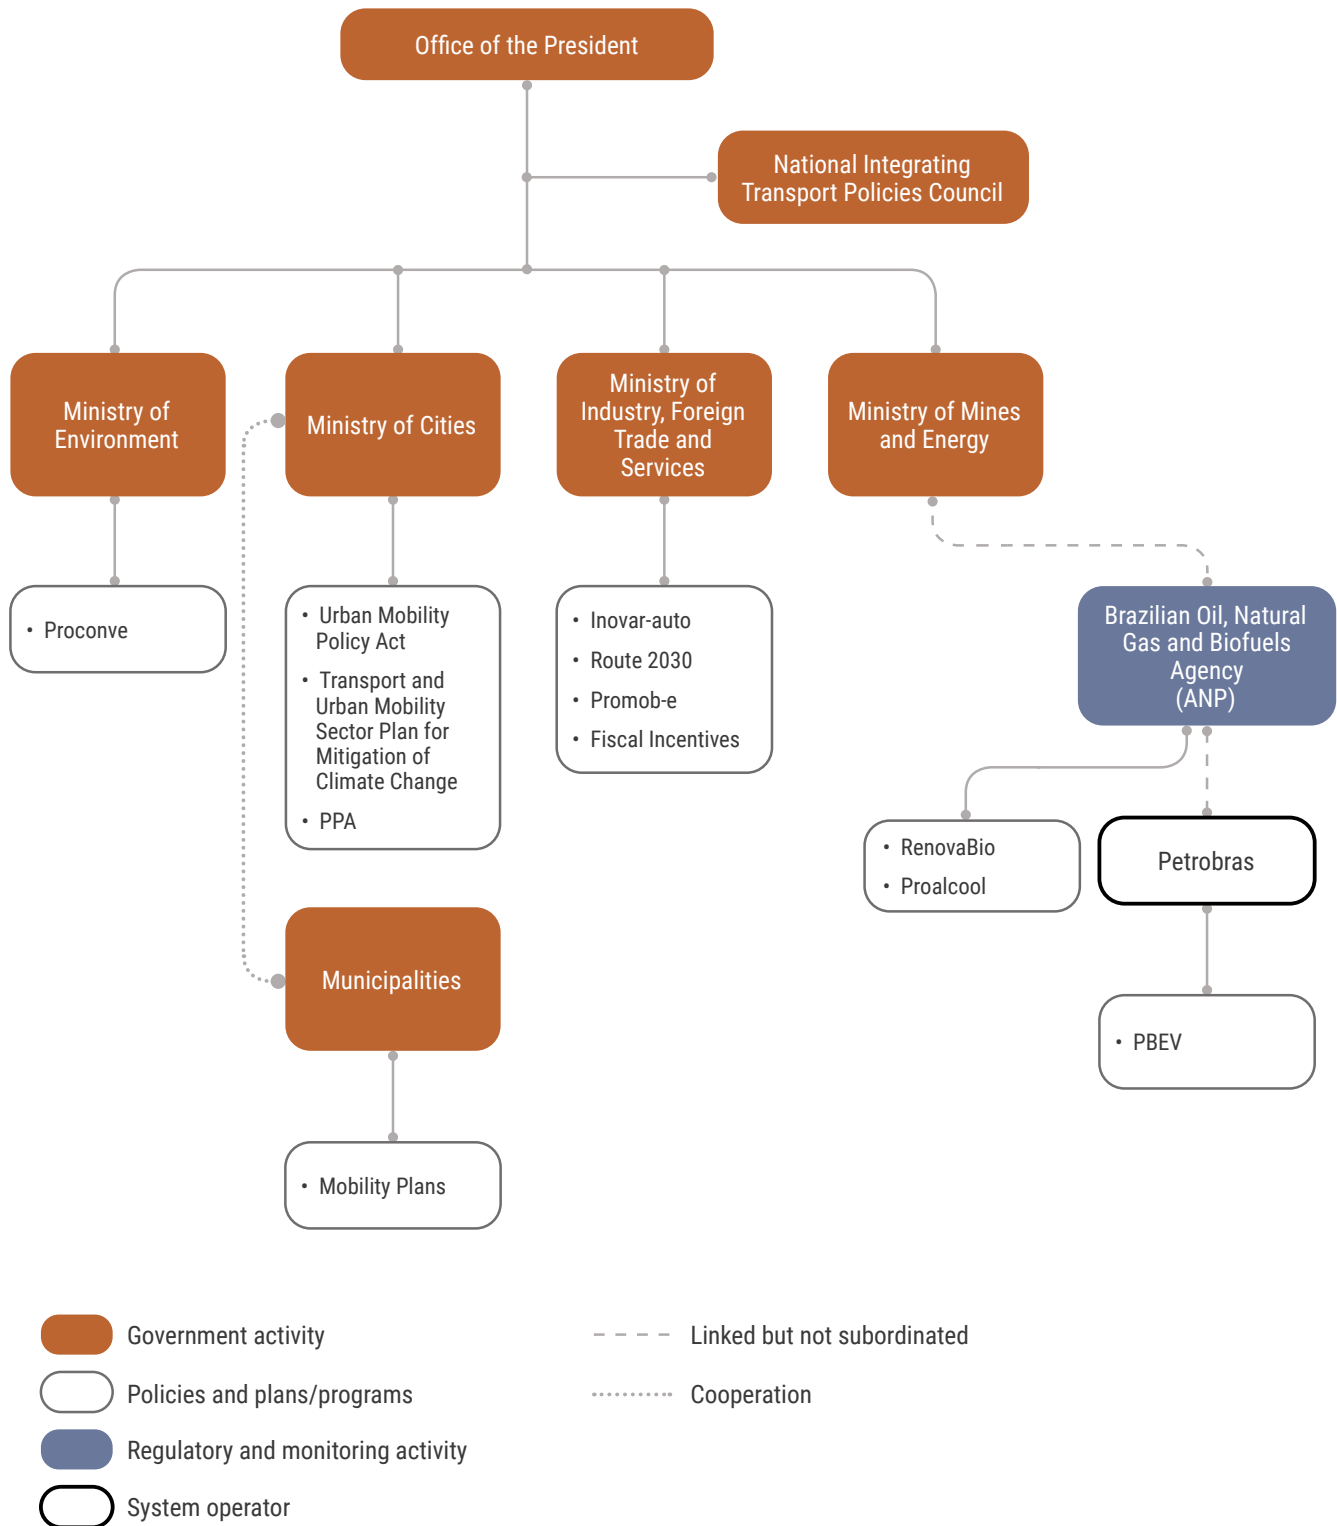 Office of the President
National Integrating
Transport Policies Council
Ministry of
Environment
Ministry of Cities
Ministry of
Industry, Foreign
Trade and
Services
Ministry of Mines
and Energy
• Proconve
• Urban Mobility
Policy Act
• Transport and
Urban Mobility
Sector Plan for
Mitigation of
Climate Change
• PPA
• Inovar-auto
• Route 2030
• Promob-e
• Fiscal Incentives
Brazilian Oil, Natural
Gas and Biofuels
Agency
(ANP)
• RenovaBio
• Proalcool
Petrobras
Municipalities
• PBEV
• Mobility Plans
Government activity
Policies and plans/programs
Regulatory and monitoring activity
System operator
Linked but not subordinated
Cooperation